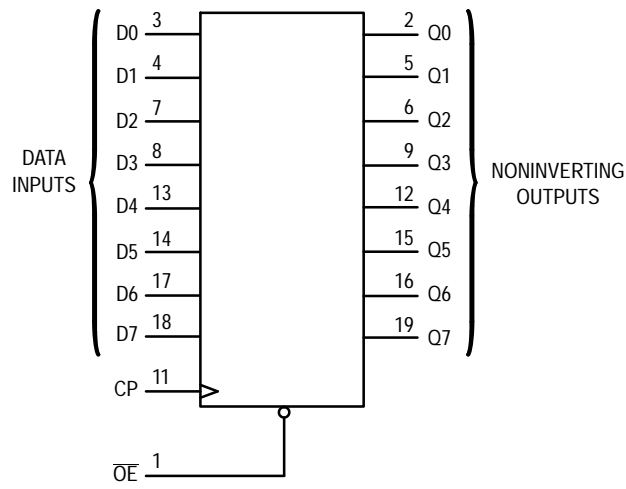 D0 3
D1 4
D2 7
D3 8
D4 13
D5 14
D6 17
D7 18
DATA
INPUTS
CP 11
O̅E̅ 1
2 Q0
5 Q1
6 Q2
9 Q3
12 Q4
15 Q5
16 Q6
19 Q7
NONINVERTING
OUTPUTS